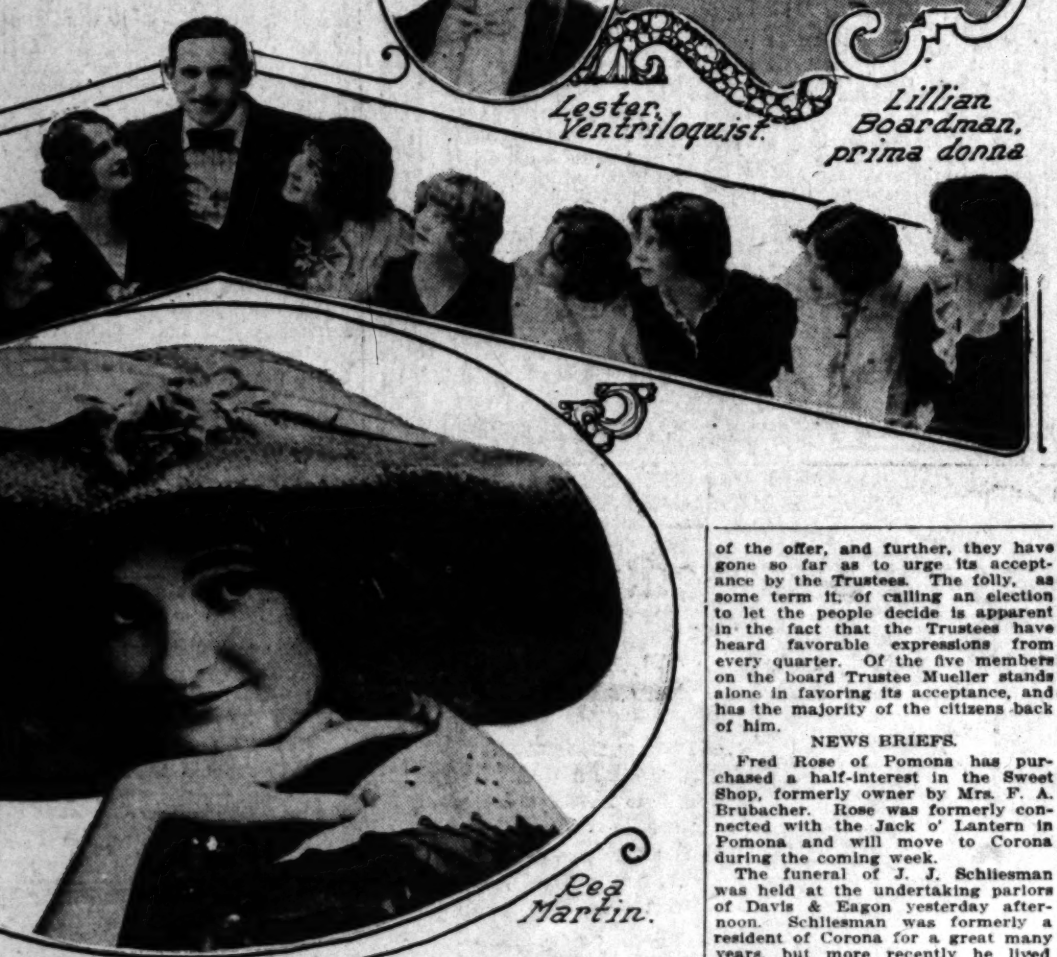 Lester,
Ventriloquist.
Lillian
Boardman,
prima donna
Rea
Martin.
of the offer, and further, they have
gone so far as to urge its accept-
ance by the Trustees. The folly, as
some term it, of calling an election
to let the people decide is apparent
in the fact that the Trustees have
heard favorable expressions from
every quarter. Of the five members
on the board Trustee Mueller stands
alone in favoring its acceptance, and
has the majority of the citizens back
of him.
NEWS BRIEFS.
Fred Rose of Pomona has pur-
chased a half-interest in the Sweet
Shop, formerly owner by Mrs. F. A.
Brubacher. Rose was formerly con-
nected with the Jack o' Lantern in
Pomona and will move to Corona
during the coming week.
The funeral of J. J. Schliesman
was held at the undertaking parlors
of Davis & Eagon yesterday after-
noon. Schliesman was formerly a
resident of Corona for a great many
years, but more recently he lived